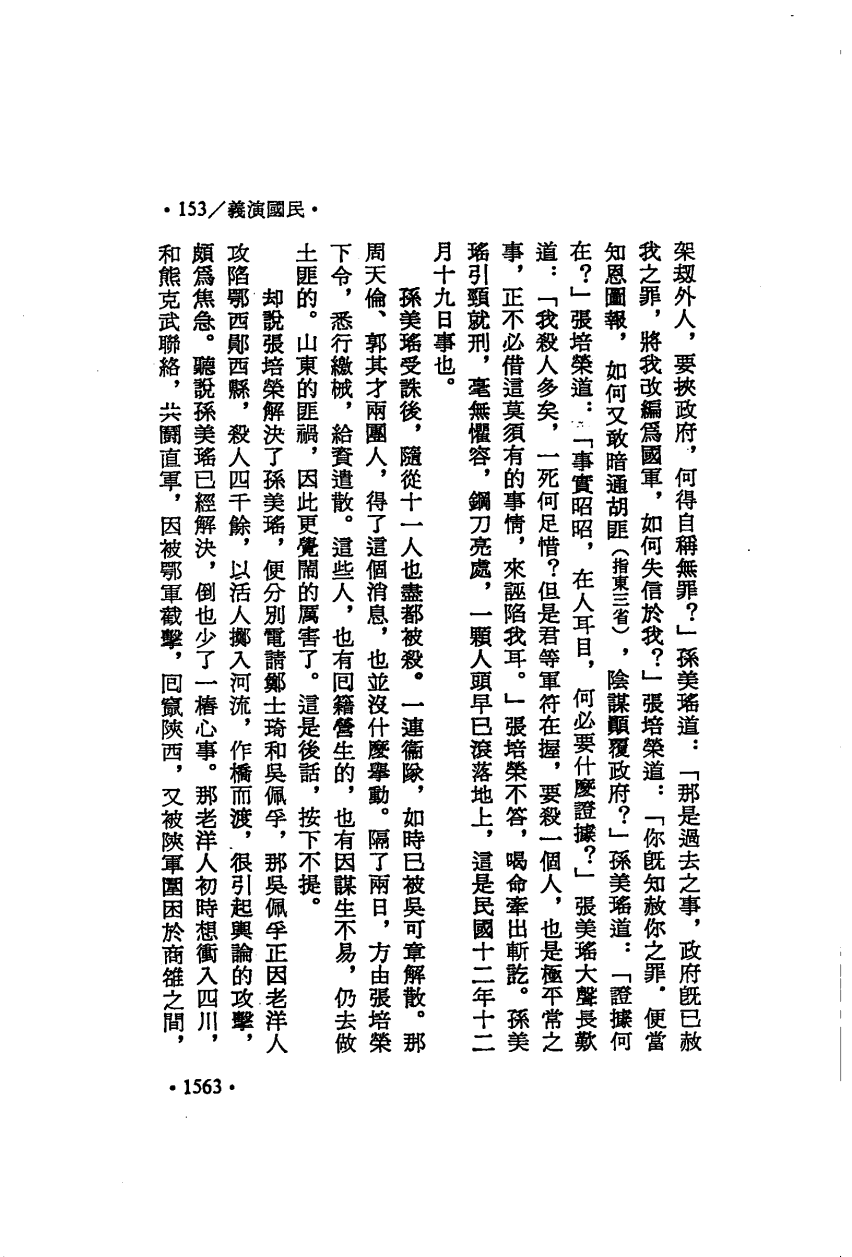 •153／義演國民•
架刼外人，要挾政府，何得自稱無罪？」孫美瑤道：「那是過去之事，政府旣已赦
我之罪，將我改編爲國軍，如何失信於我？」張培榮道：「你旣知赦你之罪．便當
知恩圖報，如何又敢暗通胡匪（指東三省），陰謀顚覆政府？」孫美瑤道：「證據何
在？」張培榮道：「事實昭昭，在人耳目，何必要什麼證據？」張美瑤大聲長歎
道：「我殺人多矣，一死何足惜？但是君等軍符在握，要殺一個人，也是極平常之
事，正不必借這莫須有的事情，來誣陷我耳。」張培榮不答，喝命牽出斬訖。孫美
瑤引頸就刑，毫無懼容，鋼刀亮處，一顆人頭早已滾落地上，這是民國十二年十二
月十九日事也。
孫美瑤受誅後，隨從十一人也盡都被殺。一連衞隊，如時已被吳可章解散。那
周天倫、郭其才兩團人，得了這個消息，也並沒什麼舉動。隔了兩日，方由張培榮
下令，悉行繳械，給資遣散。這些人，也有囘籍營生的，也有因謀生不易，仍去做
土匪的。山東的匪禍，因此更覺鬧的厲害了。這是後話，按下不提。
却說張培榮解決了孫美瑤，便分別電請鄭士琦和吳佩孚，那吳佩孚正因老洋人
攻陷鄂西鄖西縣，殺人四千餘，以活人擲入河流，作橋而渡，很引起輿論的攻擊，
頗爲焦急。聽說孫美瑤已經解決，倒也少了一樁心事。那老洋人初時想衝入四川，
和熊克武聯絡，共鬭直軍，因被鄂軍截擊，囘竄陝西，又被陝軍圍困於商雒之間，
•1563•